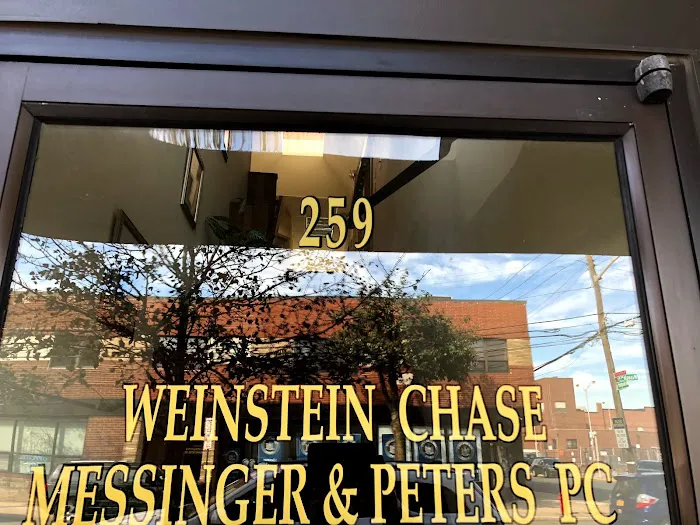 259
WEINSTEIN CHASE
MESSINGER & PETERS PC